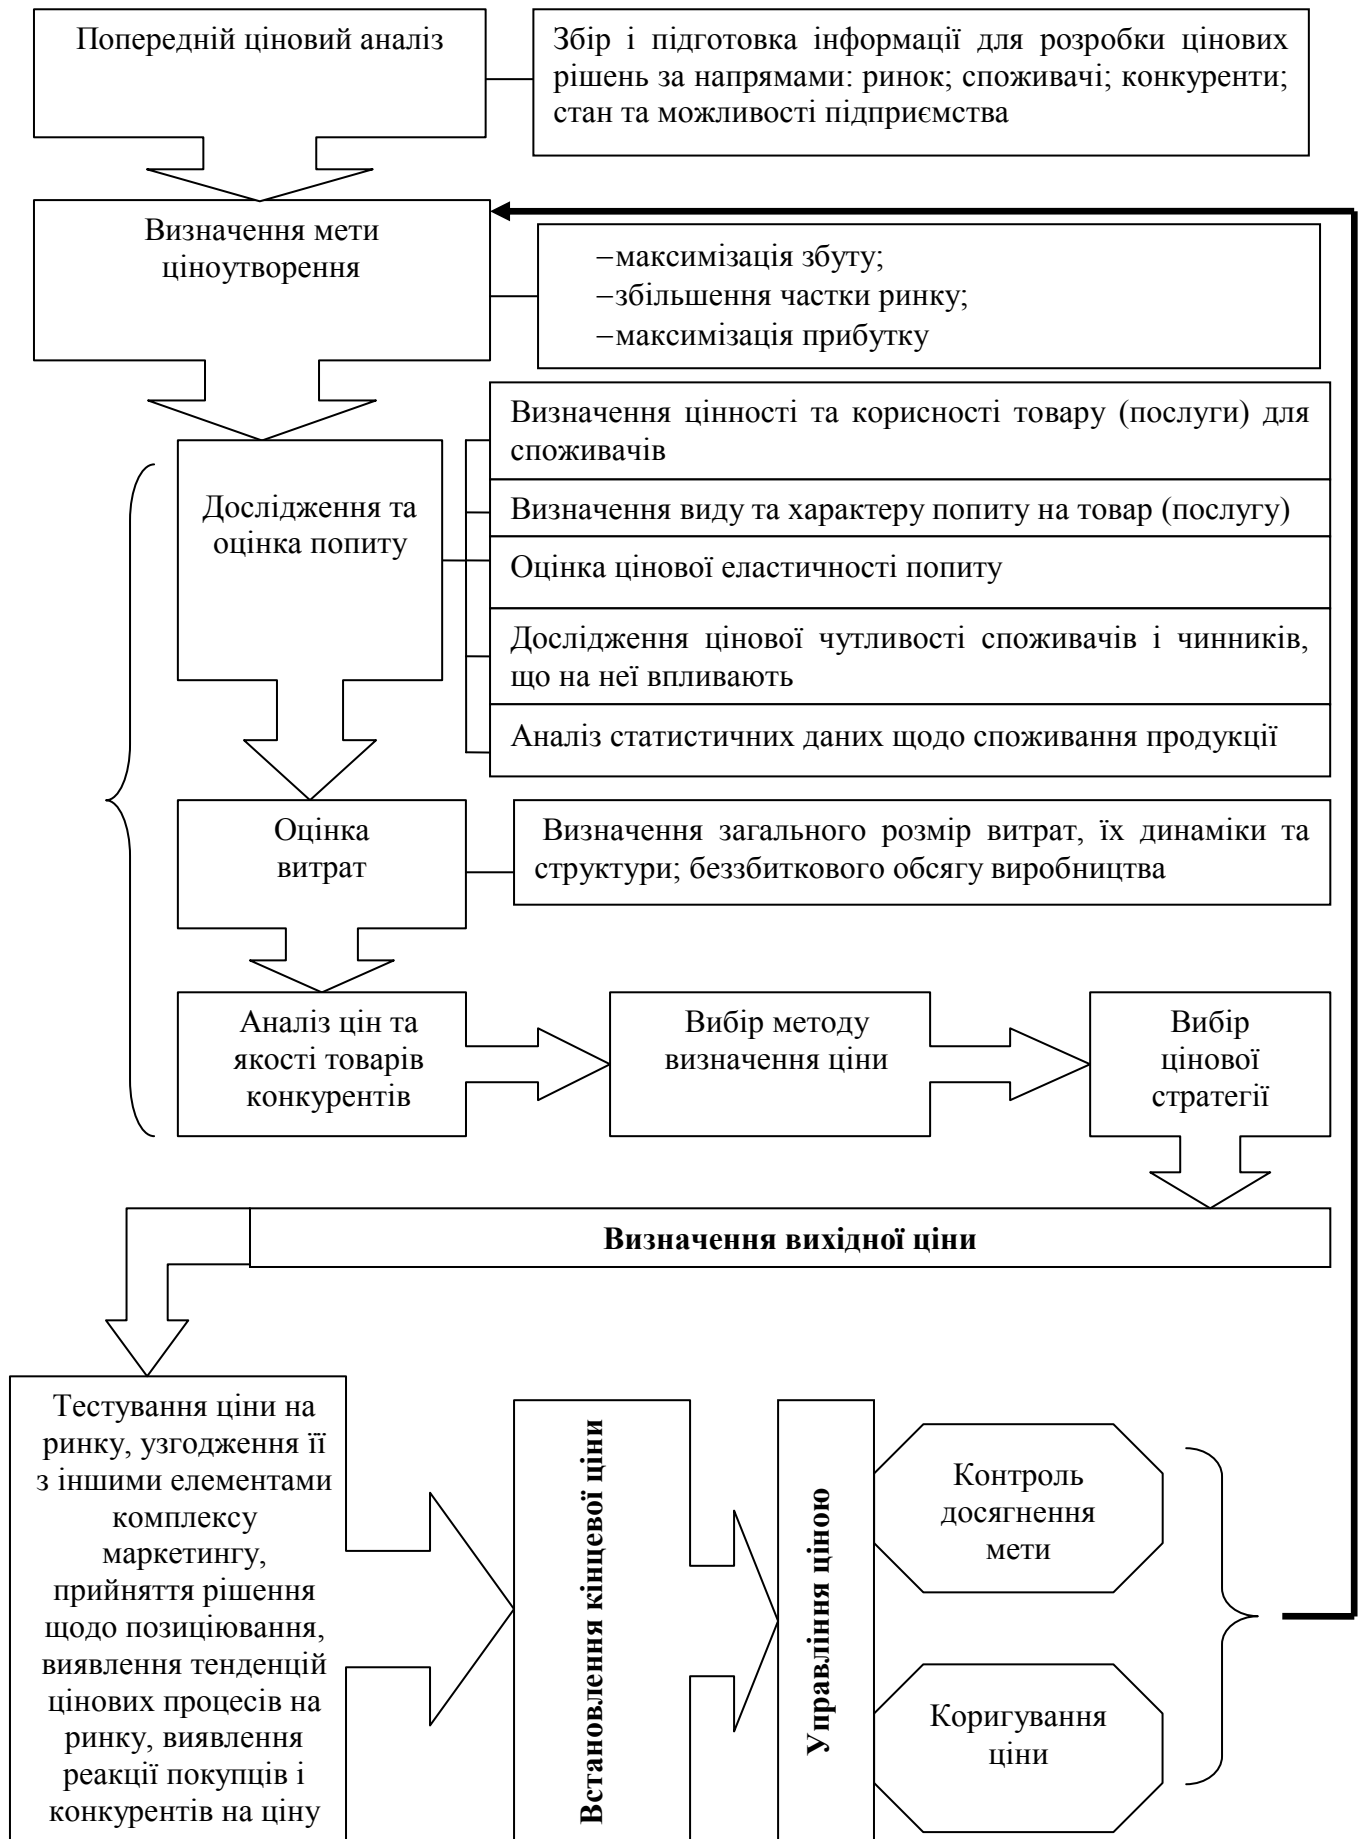 Попередній ціновий аналіз
Збір і підготовка інформації для розробки цінових
рішень за напрямами: ринок; споживачі; конкуренти;
стан та можливості підприємства
Визначення мети
ціноутворення
–максимізація збуту;
–збільшення частки ринку;
–максимізація прибутку
Дослідження та
оцінка попиту
Визначення цінності та корисності товару (послуги) для
споживачів
Визначення виду та характеру попиту на товар (послугу)
Оцінка цінової еластичності попиту
Дослідження цінової чутливості споживачів і чинників,
що на неї впливають
Аналіз статистичних даних щодо споживання продукції
Оцінка
витрат
Визначення загального розмір витрат, їх динаміки та
структури; беззбиткового обсягу виробництва
Аналіз цін та
якості товарів
конкурентів
Вибір методу
визначення ціни
Вибір
цінової
стратегії
Визначення вихідної ціни
Тестування ціни на
ринку, узгодження її
з іншими елементами
комплексу
маркетингу,
прийняття рішення
щодо позиціювання,
виявлення тенденцій
цінових процесів на
ринку, виявлення
реакції покупців і
конкурентів на ціну
Встановлення кінцевої ціни
Управління ціною
Контроль
досягнення
мети
Коригування
ціни